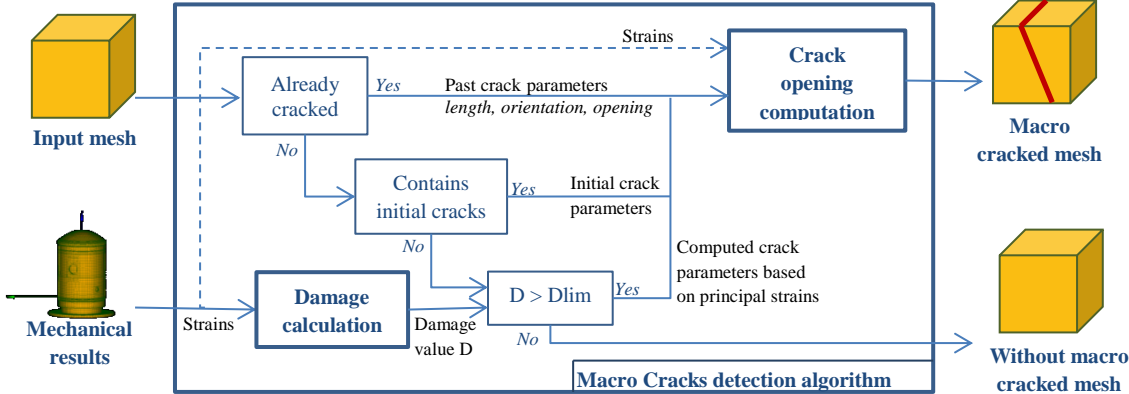 Strains
Already
cracked
Yes
Past crack parameters
length, orientation, opening
Crack
opening
computation
Input mesh
Macro
cracked mesh
No
Contains
initial cracks
Yes
Initial crack
parameters
No
Computed crack
parameters based
on principal strains
D > Dlim
Yes
Damage
calculation
Strains
Damage
value D
No
Mechanical
results
Without macro
cracked mesh
Macro Cracks detection algorithm